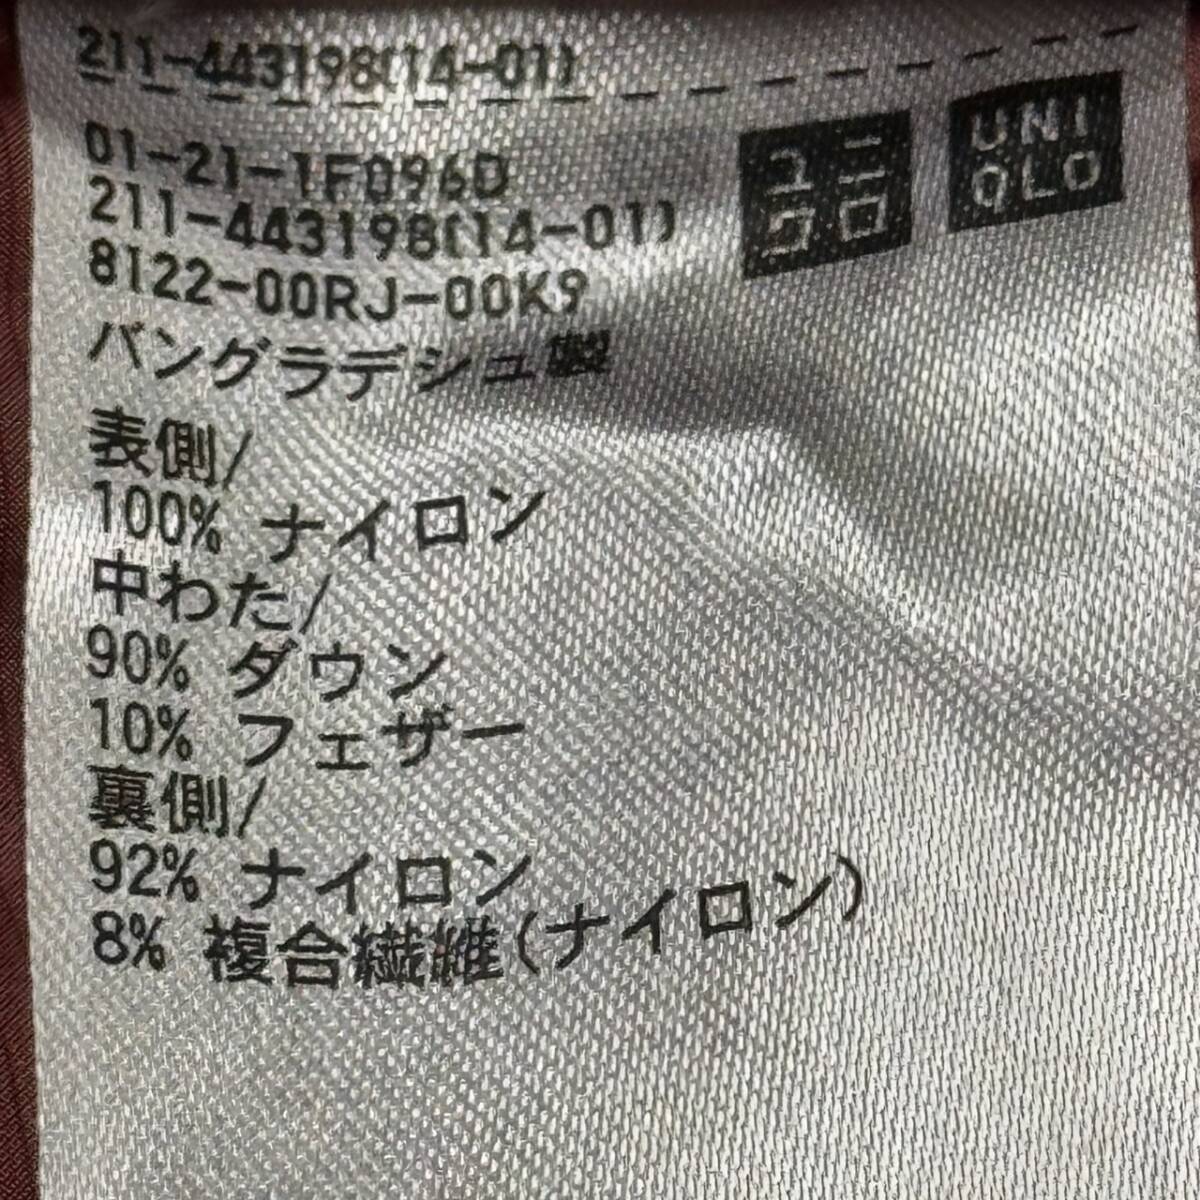 211-443198(14-01)
ユニクロ
UNIQLO
01-21-1F096D
211-443198(14-01)
8122-00RJ-00K9
バングラデシュ製
表側/
100% ナイロン
中わた/
90% ダウン
10% フェザー
裏側/
92% ナイロン
8% 複合繊維(ナイロン)